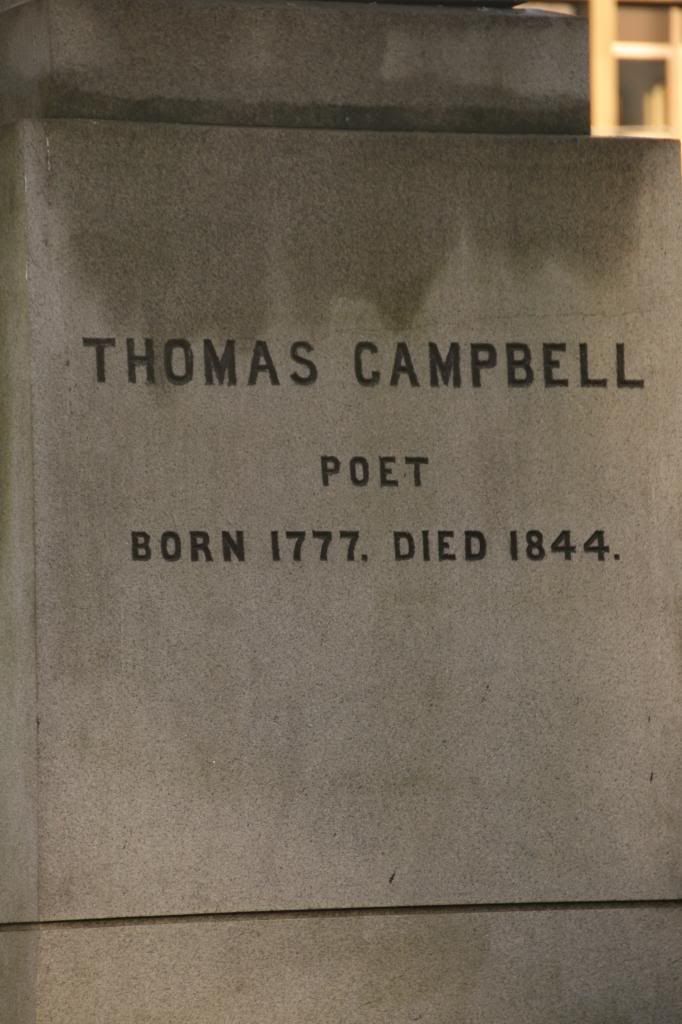 THOMAS CAMPBELL
POET
BORN 1777. DIED 1844.